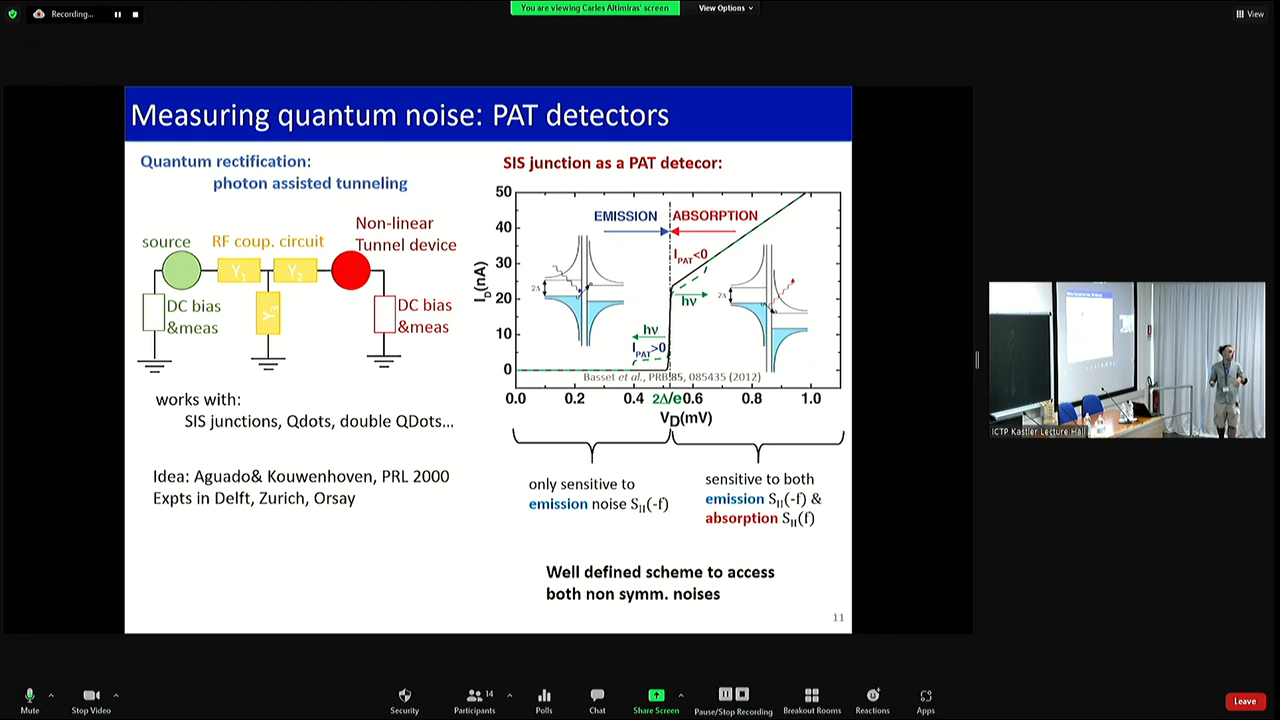 Recording...
You are viewing Carles Altimiras' screen
View Options
View
Measuring quantum noise: PAT detectors
Quantum rectification:
photon assisted tunneling
source
RF coup. circuit
Non-linear
Tunnel device
Y1
Y2
Y3
DC bias
&meas
DC bias
&meas
works with:
SIS junctions, Qdots, double QDots...
Idea: Aguado& Kouwenhoven, PRL 2000
Expts in Delft, Zurich, Orsay
SIS junction as a PAT detecor:
50
40
30
20
10
0
ID(nA)
EMISSION
ABSORPTION
IPAT<0
2Δ
2Δ
hν
hν
IPAT>0
Basset et al., PRB 85, 085435 (2012)
0.0 0.2 0.4 2Δ/e 0.6 0.8 1.0
VD(mV)
only sensitive to
emission noise SII(-f)
sensitive to both
emission SII(-f) &
absorption SII(f)
Well defined scheme to access
both non symm. noises
11
ICTP Kastler Lecture Hall
Mute
Stop Video
Security
Participants
14
Polls
Chat
Share Screen
Pause/Stop Recording
Breakout Rooms
Reactions
Apps
Leave